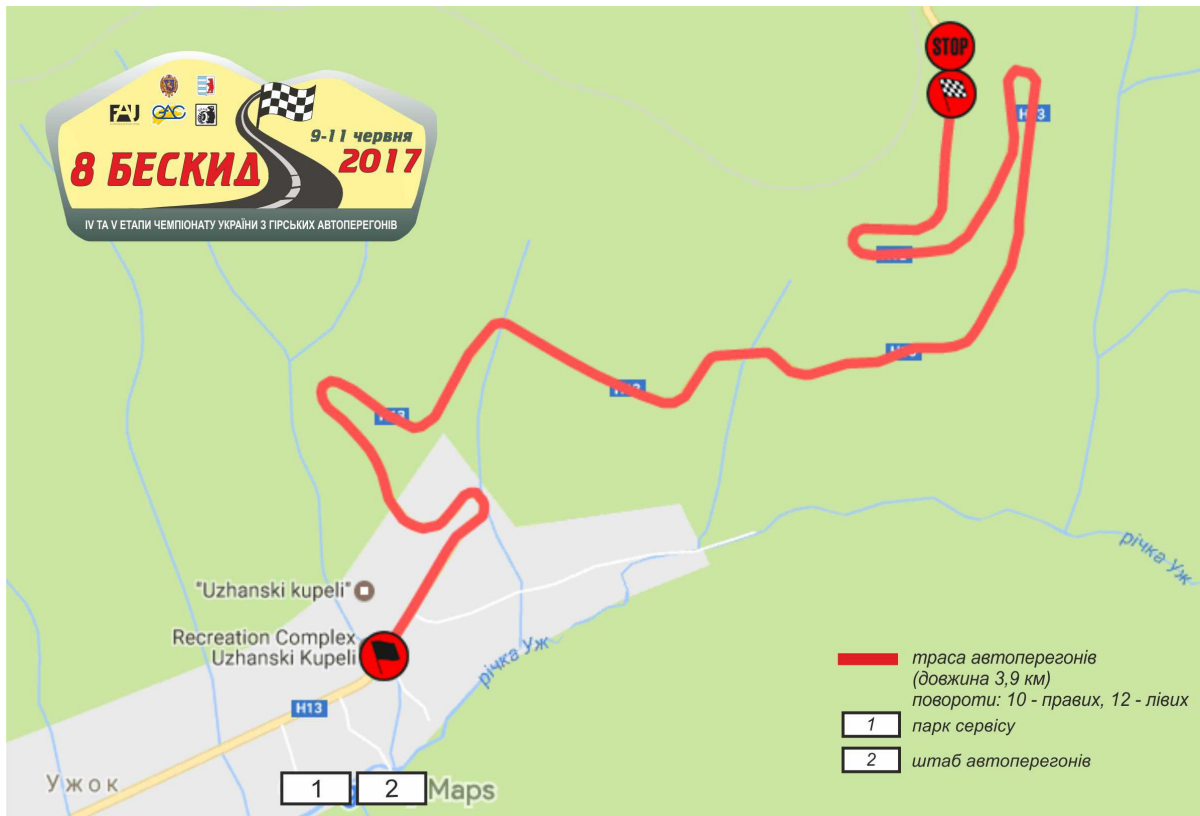 STOP
FAU
9-11 червня
2017
8 БЕСКИД
IV ТА V ЕТАПИ ЧЕМПІОНАТУ УКРАЇНИ З ГІРСЬКИХ АВТОПЕРЕГОНІВ
H13
H13
H13
H13
H13
річка Уж
"Uzhanski kupeli"
Recreation Complex
Uzhanski Kupeli
річка Уж
H13
траса автоперегонів
(довжина 3,9 км)
повороти: 10 - правих, 12 - лівих
1 парк сервісу
2 штаб автоперегонів
Ужок
1 2 Maps